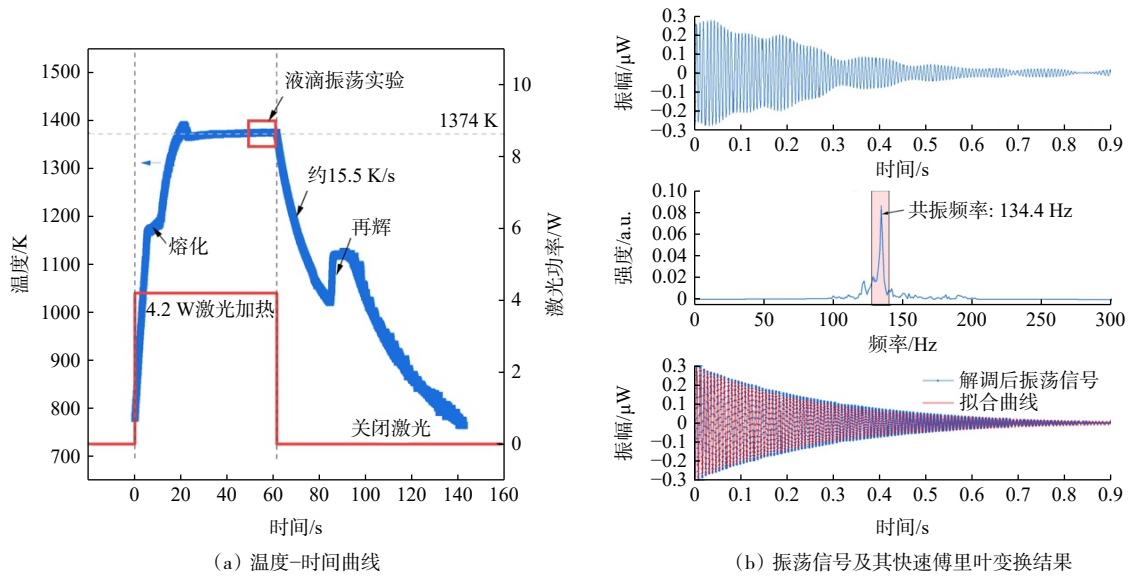 1500
1400
1300
1200
1100
1000
900
800
700
温度/K
0
20
40
60
80
100
120
140
160
时间/s
10
8
6
4
2
0
激光功率/W
液滴振荡实验
1374 K
约15.5 K/s
再辉
熔化
4.2 W激光加热
关闭激光
(a) 温度-时间曲线
0.3
0.2
0.1
0
−0.1
−0.2
−0.3
振幅/μW
0 0.1 0.2 0.3 0.4 0.5 0.6 0.7 0.8 0.9
时间/s
0.10
0.08
0.06
0.04
0.02
0
强度/a.u.
共振频率: 134.4 Hz
0 50 100 150 200 250 300
频率/Hz
0.3
0.2
0.1
0
−0.1
−0.2
−0.3
振幅/μW
解调后振荡信号
拟合曲线
0 0.1 0.2 0.3 0.4 0.5 0.6 0.7 0.8 0.9
时间/s
(b) 振荡信号及其快速傅里叶变换结果